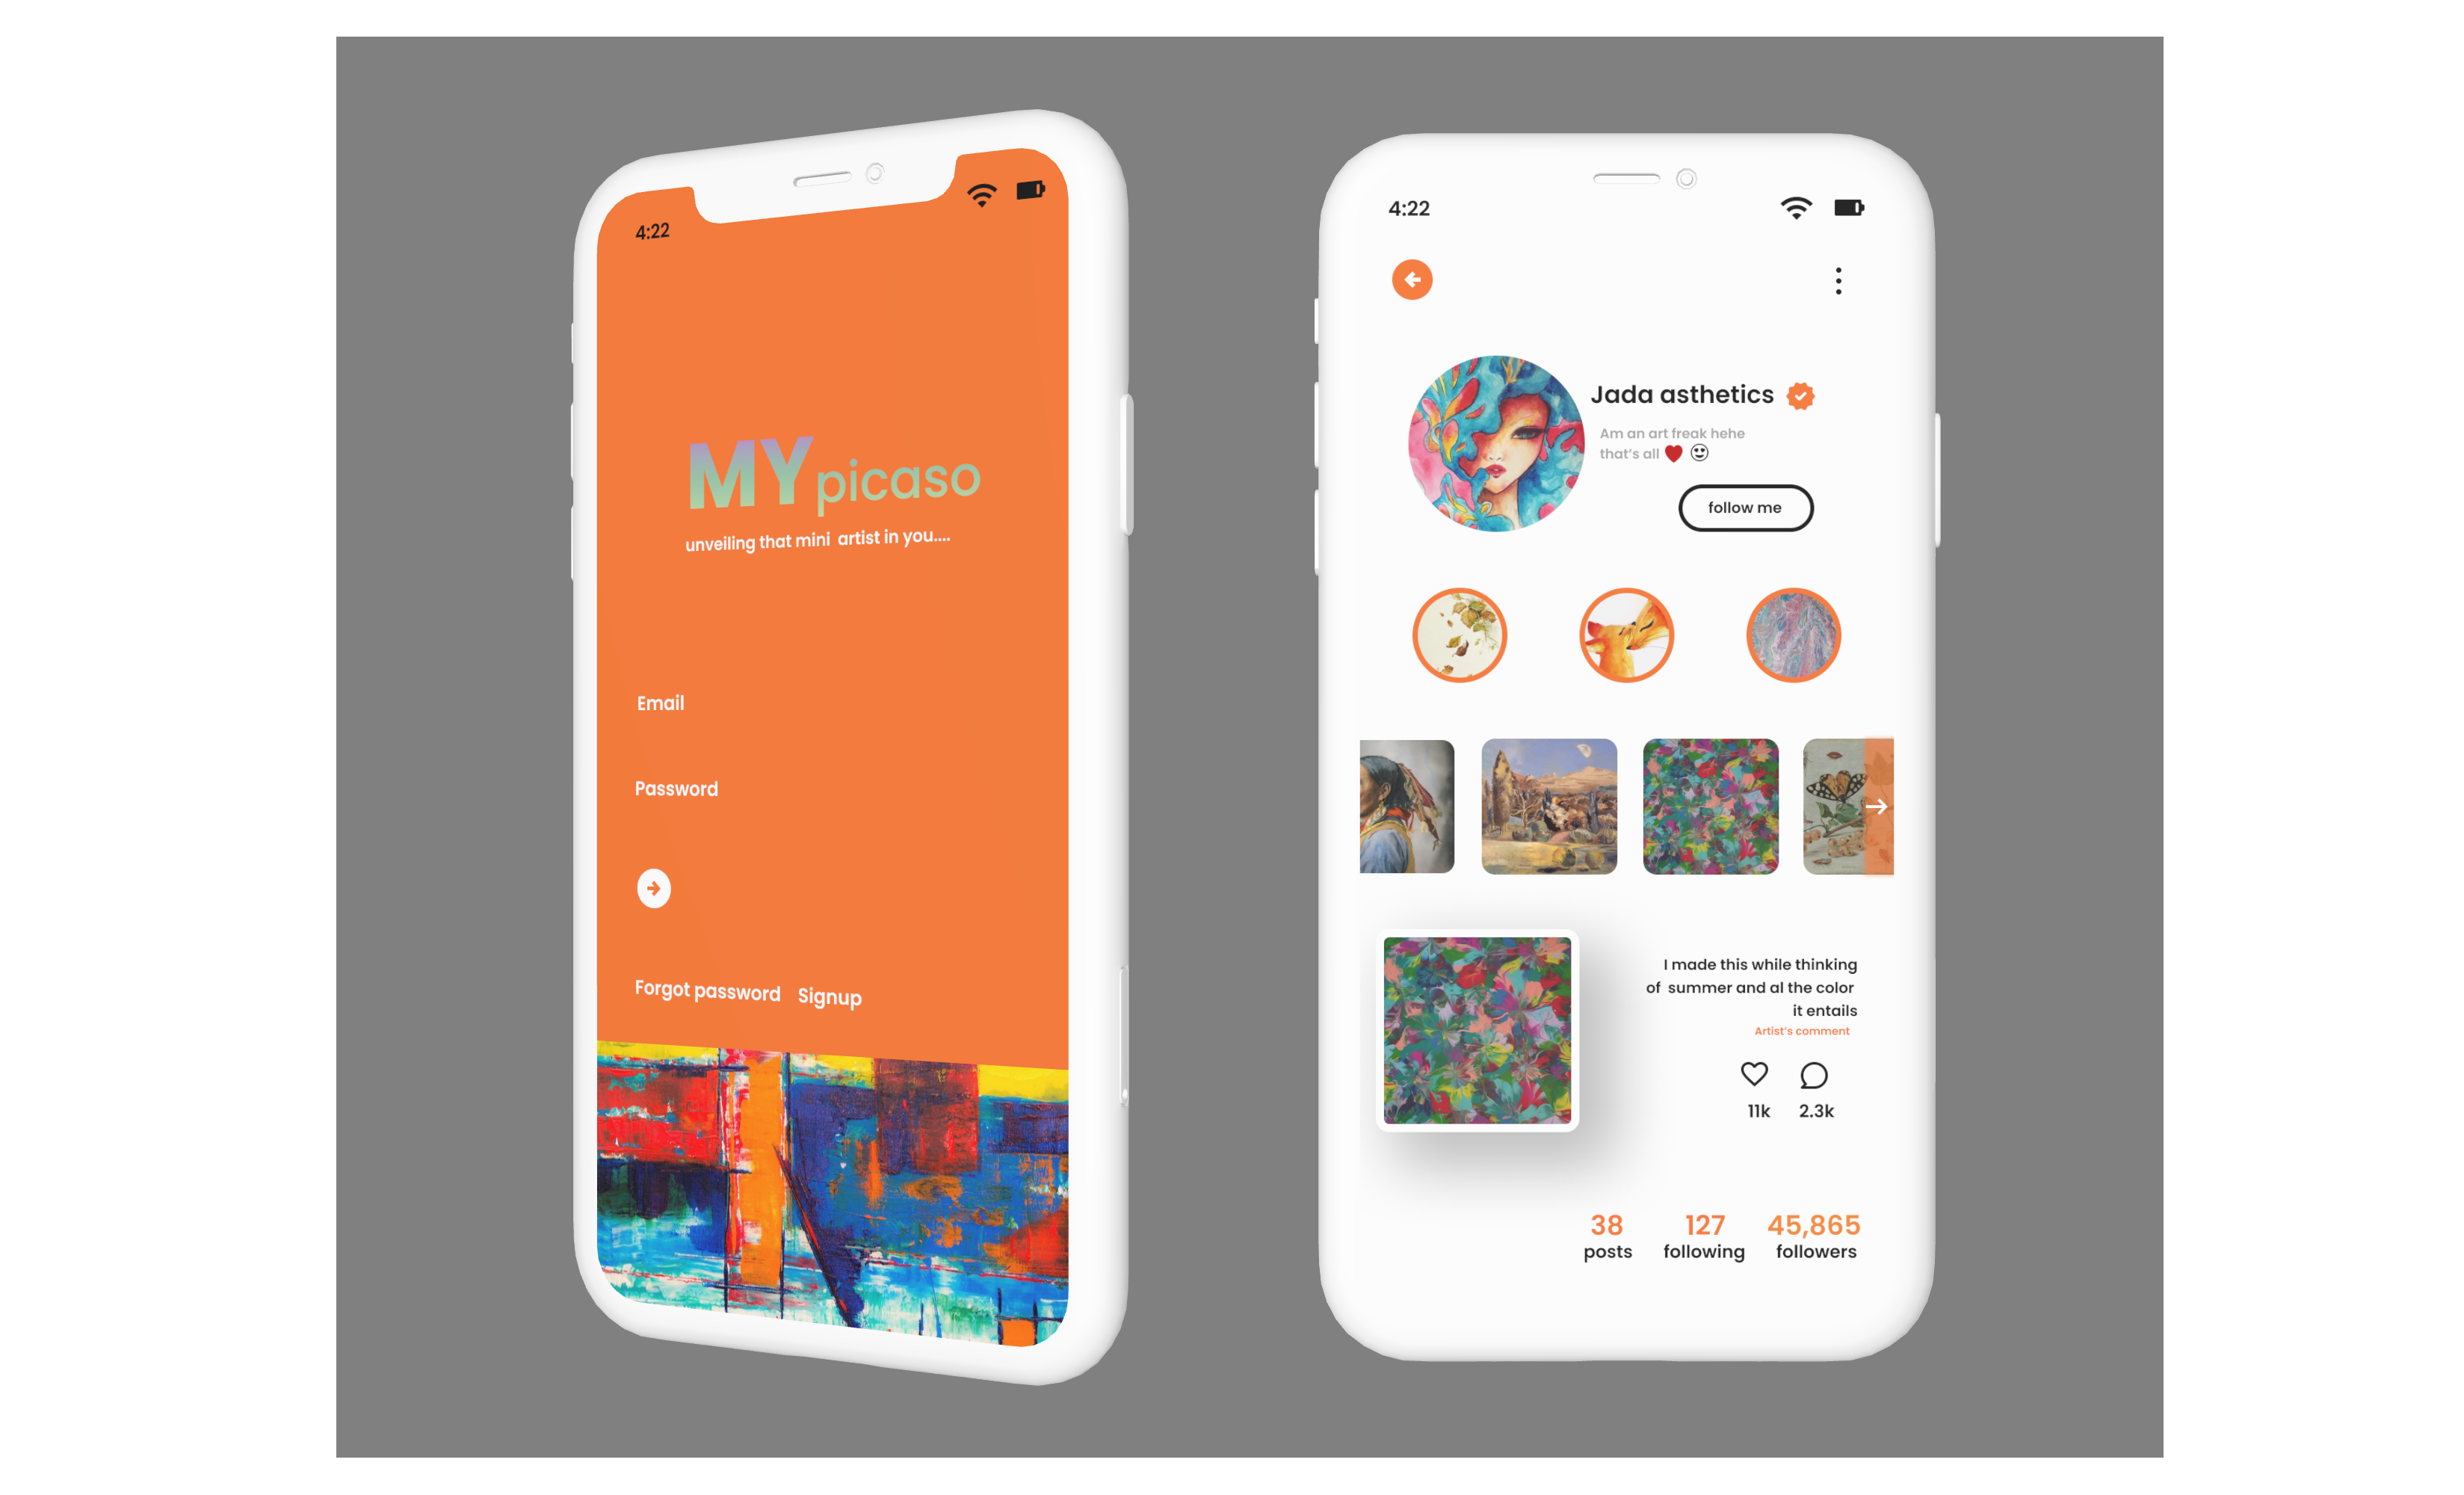 4:22
MYpicaso
unveiling that mini artist in you....
Email
Password
Forgot password Signup
4:22
Jada asthetics
Am an art freak hehe
that's all
follow me
I made this while thinking
of summer and al the color
it entails
Artist's comment
11k 2.3k
38 127 45,865
posts following followers